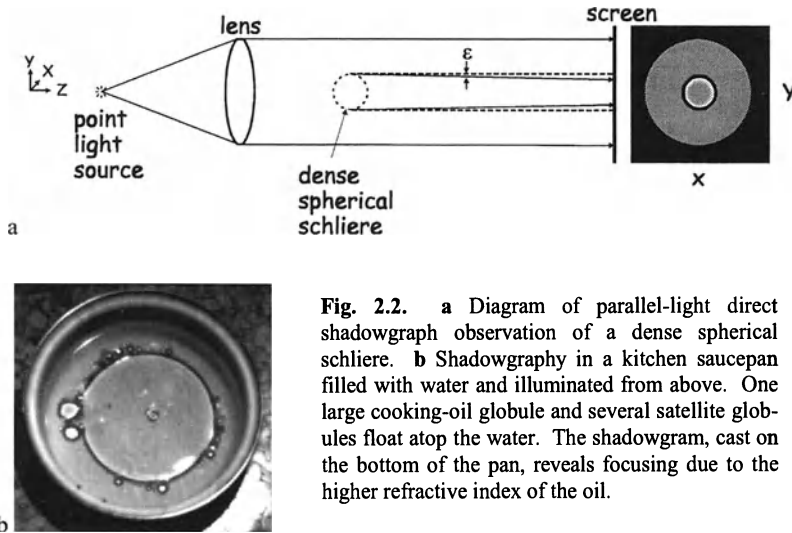 screen
lens
ε
Y
X
Z
Y
point
light
source
dense
spherical
schliere
X
a
Fig. 2.2. a Diagram of parallel-light direct
shadowgraph observation of a dense spherical
schliere. b Shadowgraphy in a kitchen saucepan
filled with water and illuminated from above. One
large cooking-oil globule and several satellite glob-
ules float atop the water. The shadowgram, cast on
the bottom of the pan, reveals focusing due to the
higher refractive index of the oil.
b